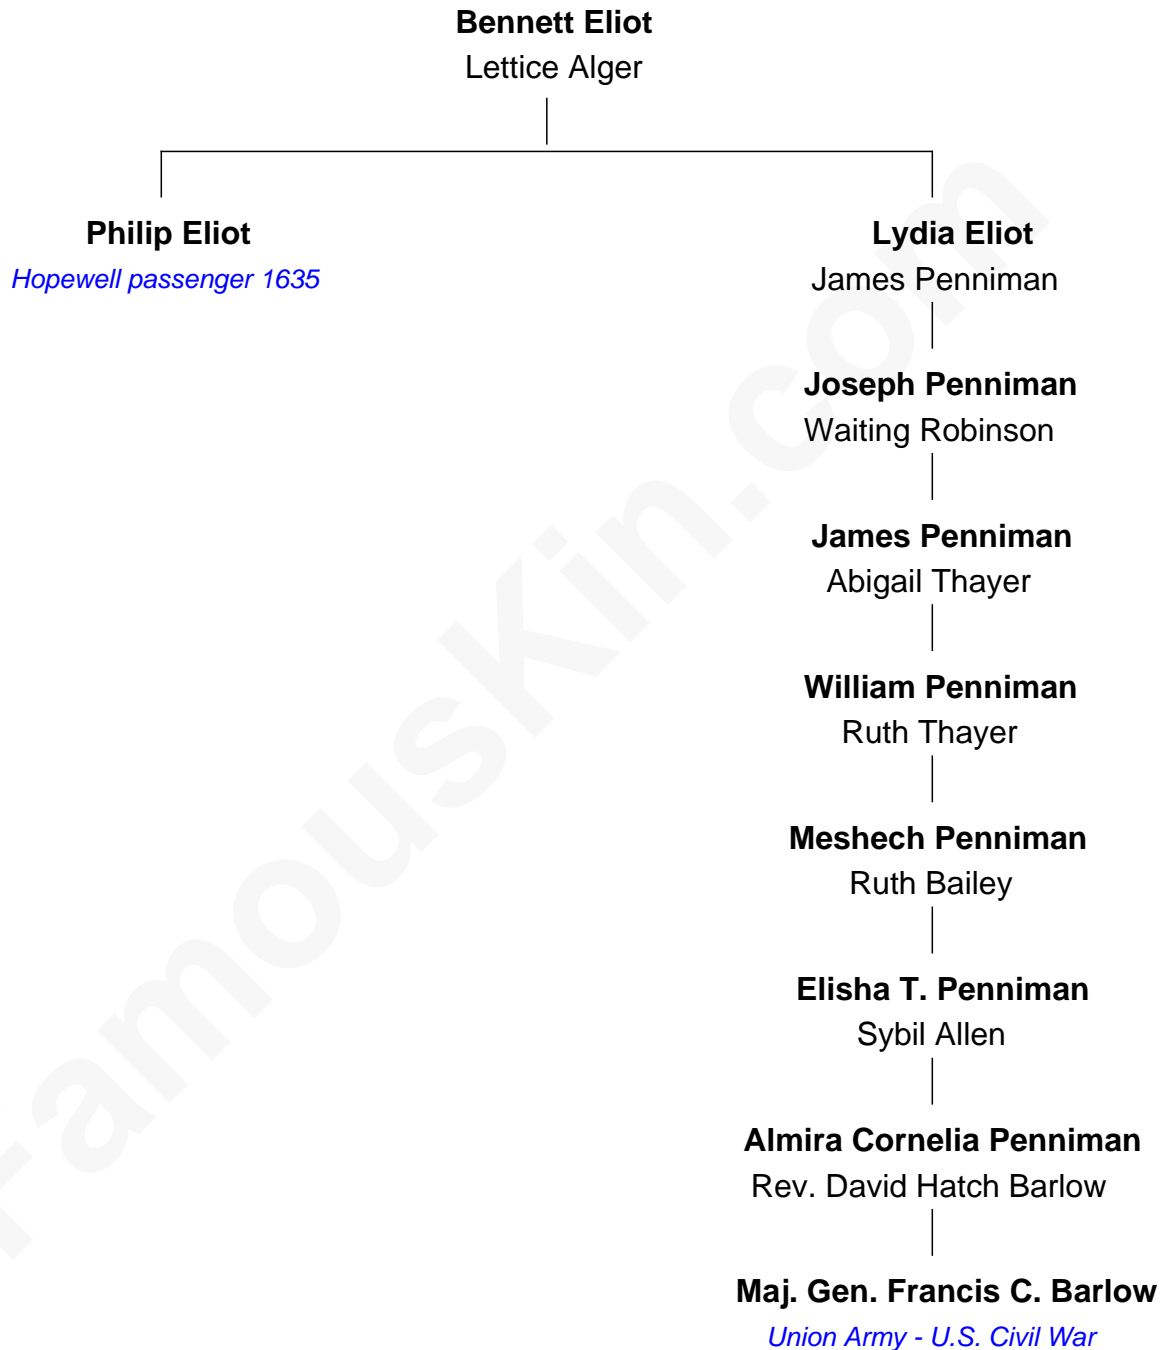 Bennett Eliot
Lettice Alger
Philip Eliot
Hopewell passenger 1635
Lydia Eliot
James Penniman
Joseph Penniman
Waiting Robinson
James Penniman
Abigail Thayer
William Penniman
Ruth Thayer
Meshech Penniman
Ruth Bailey
Elisha T. Penniman
Sybil Allen
Almira Cornelia Penniman
Rev. David Hatch Barlow
Maj. Gen. Francis C. Barlow
Union Army - U.S. Civil War
FamousKin.com